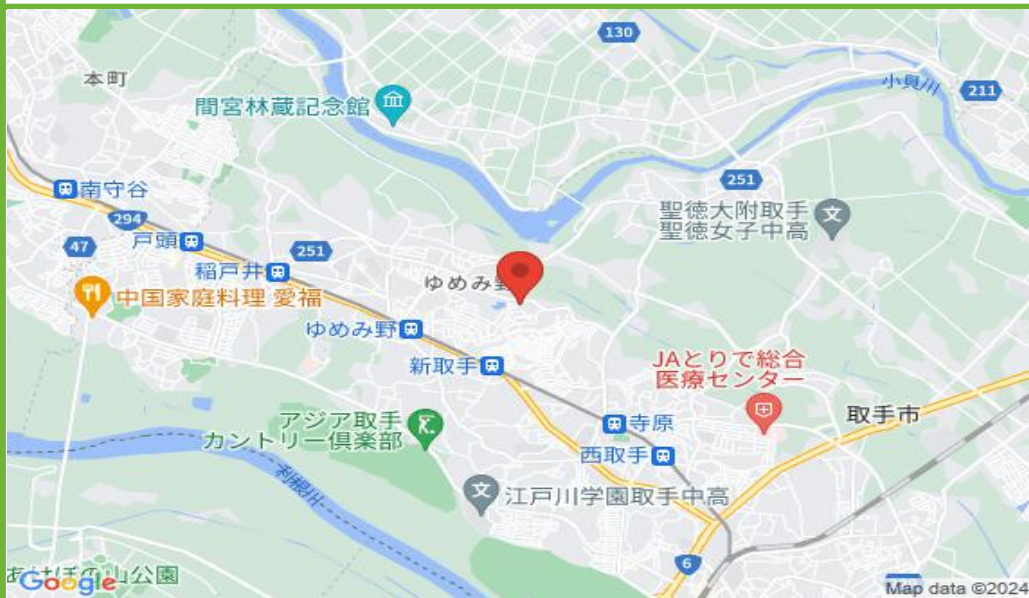 130
本町
小貝川
211
間宮林蔵記念館
251
南守谷
聖徳大附取手
聖徳女子中高
294
戸頭
47
251
稲戸井
ゆめみ野
中国家庭料理 愛福
ゆめみ野
新取手
JAとりで総合
医療センター
取手市
アジア取手
カントリー倶楽部
寺原
西取手
利根川
江戸川学園取手中高
6
山公園
Google
Map data ©2024